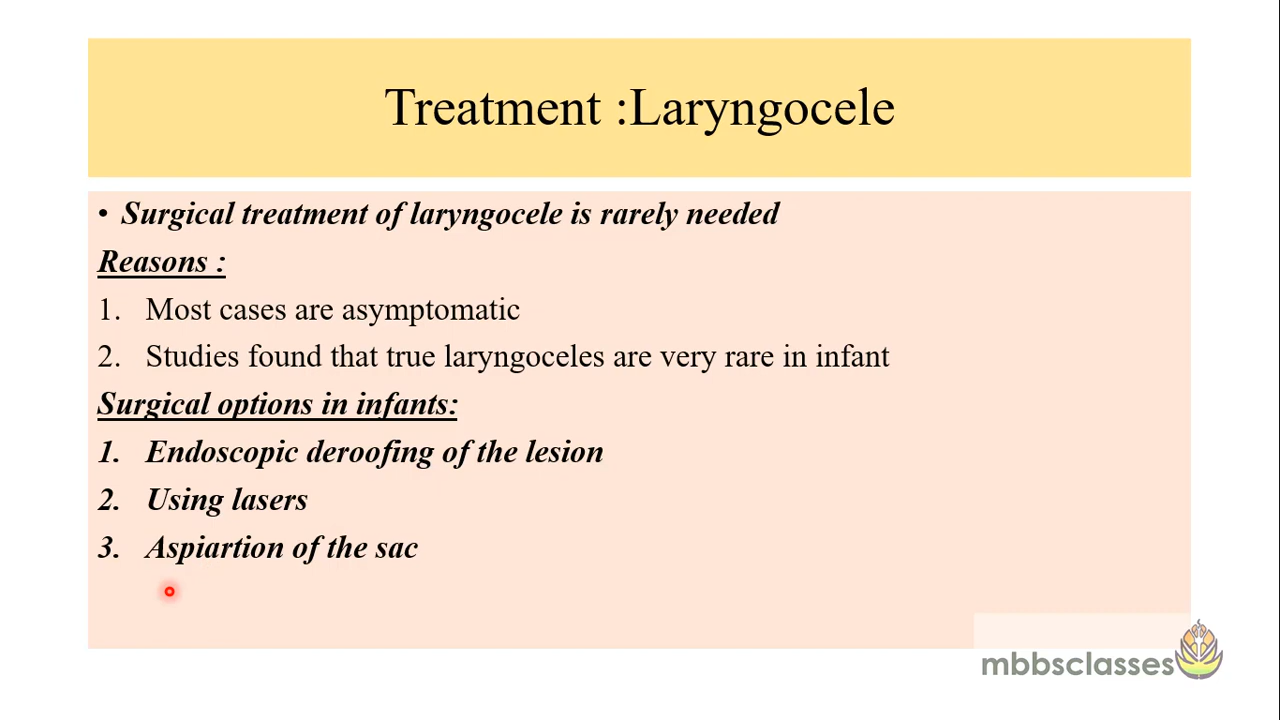 Treatment :Laryngocele
• Surgical treatment of laryngocele is rarely needed
Reasons :
1. Most cases are asymptomatic
2. Studies found that true laryngoceles are very rare in infant
Surgical options in infants:
1. Endoscopic deroofing of the lesion
2. Using lasers
3. Aspiartion of the sac
mbbsclasses